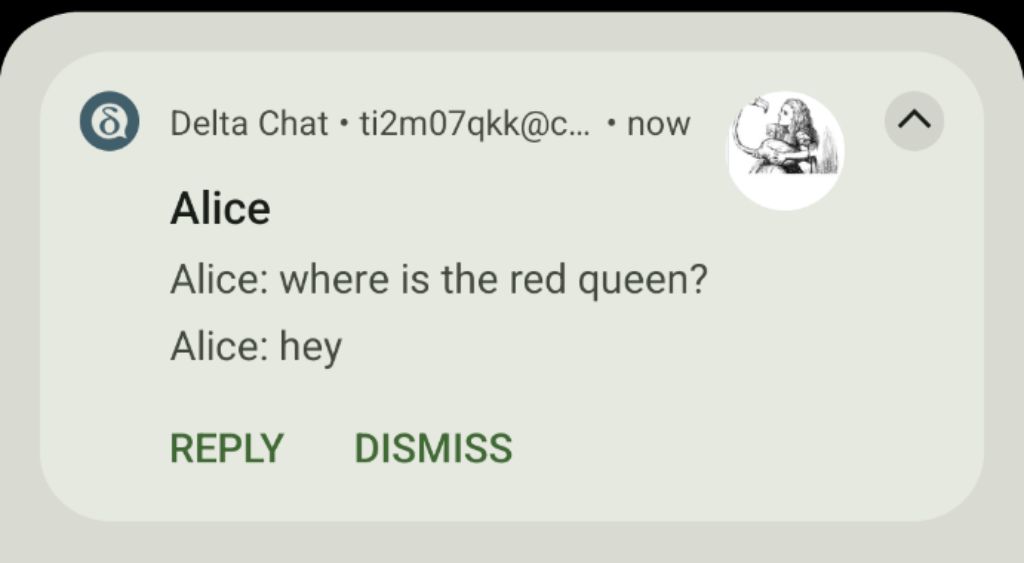 Delta Chat • ti2m07qkk@c... • now
Alice
Alice: where is the red queen?
Alice: hey
REPLY DISMISS